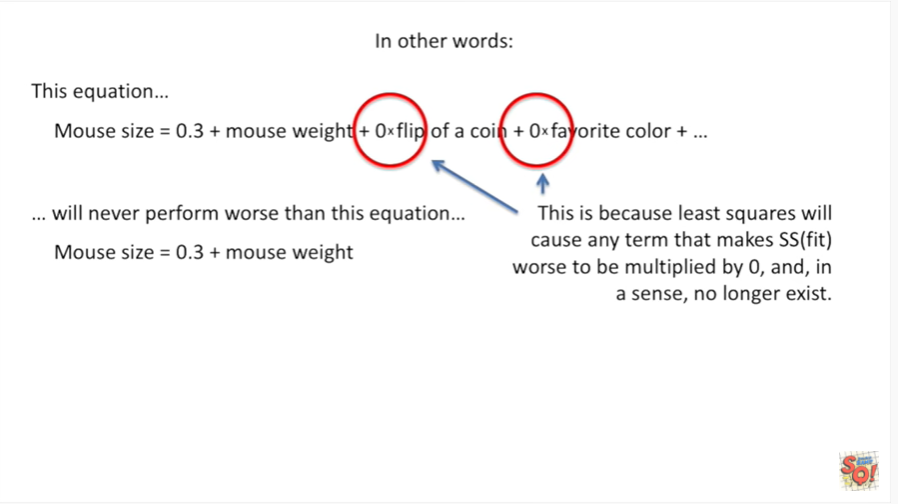 In other words:
This equation...
Mouse size = 0.3 + mouse weight + 0×flip of a coin + 0×favorite color + ...
... will never perform worse than this equation...
Mouse size = 0.3 + mouse weight
This is because least squares will
cause any term that makes SS(fit)
worse to be multiplied by 0, and, in
a sense, no longer exist.
SQ!